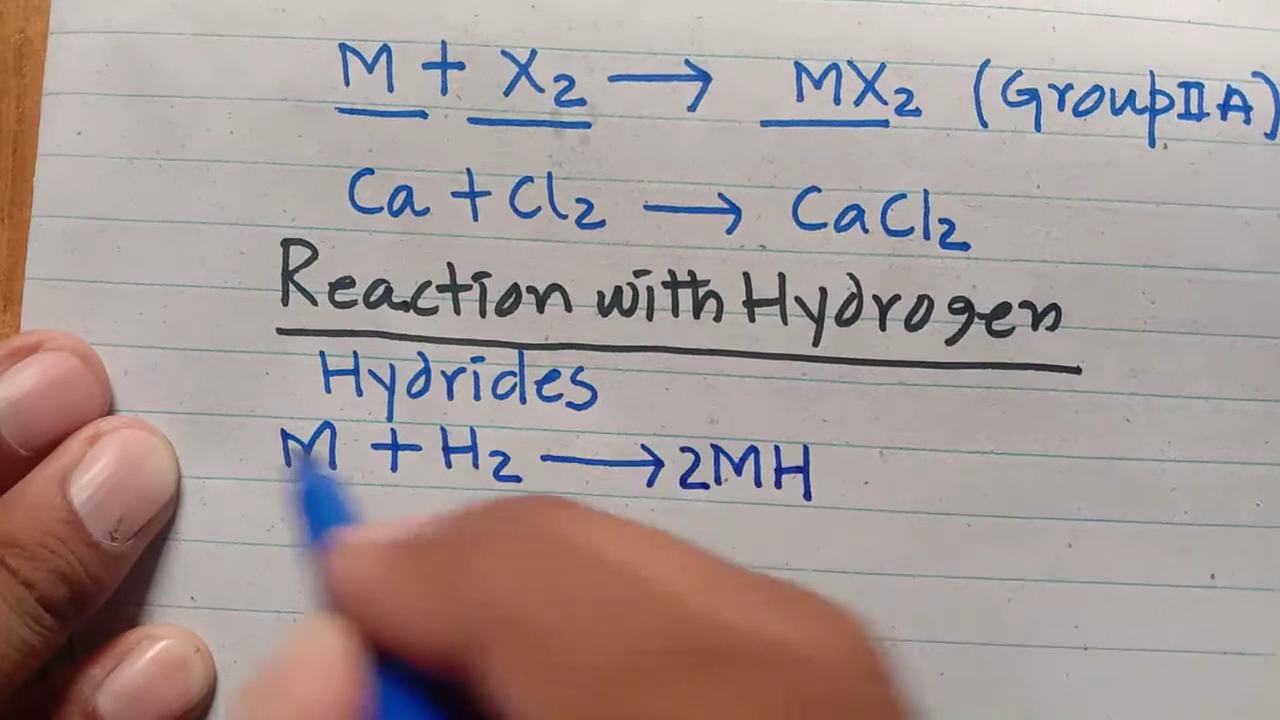 M + X₂ → MX₂ (Group IIA)
Ca + Cl₂ → CaCl₂
Reaction with Hydrogen
Hydrides
M + H₂ → 2MH